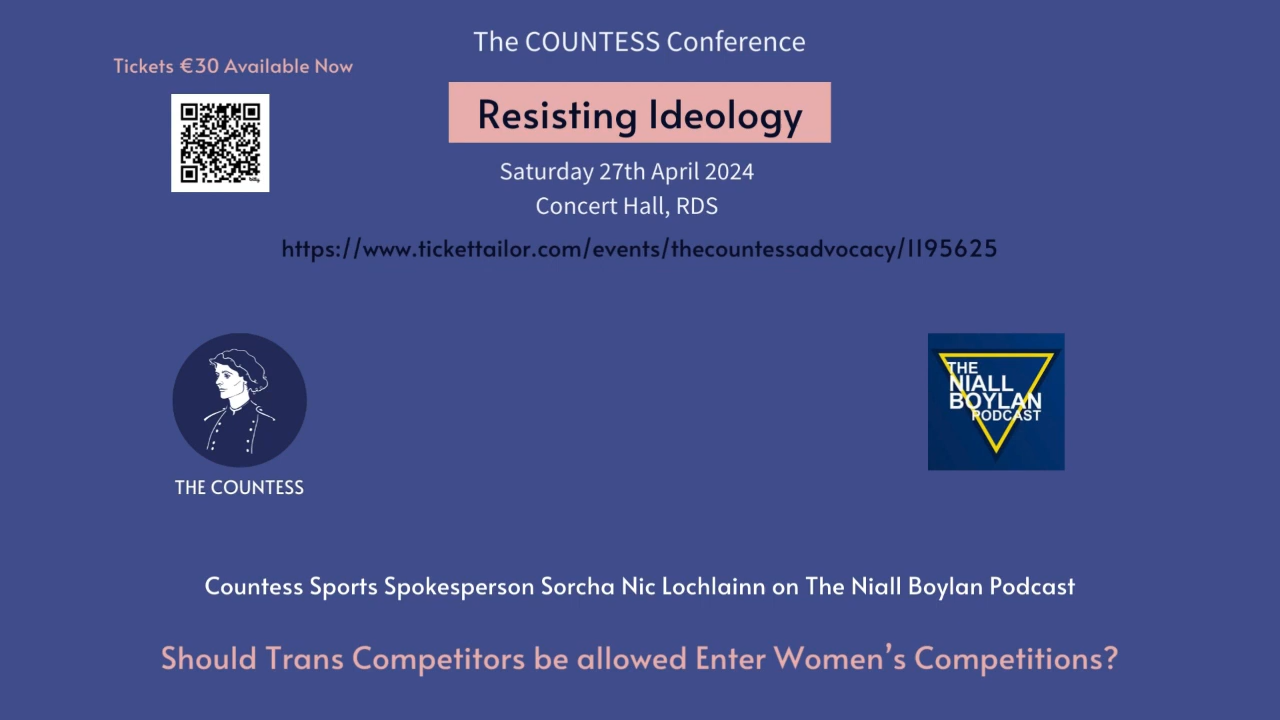 The COUNTESS Conference
Tickets €30 Available Now
Resisting Ideology
Saturday 27th April 2024
Concert Hall, RDS
https://www.tickettailor.com/events/thecountessadvocacy/1195625
THE
NIALL
BOYLAN
PODCAST
THE COUNTESS
Countess Sports Spokesperson Sorcha Nic Lochlainn on The Niall Boylan Podcast
Should Trans Competitors be allowed Enter Women’s Competitions?